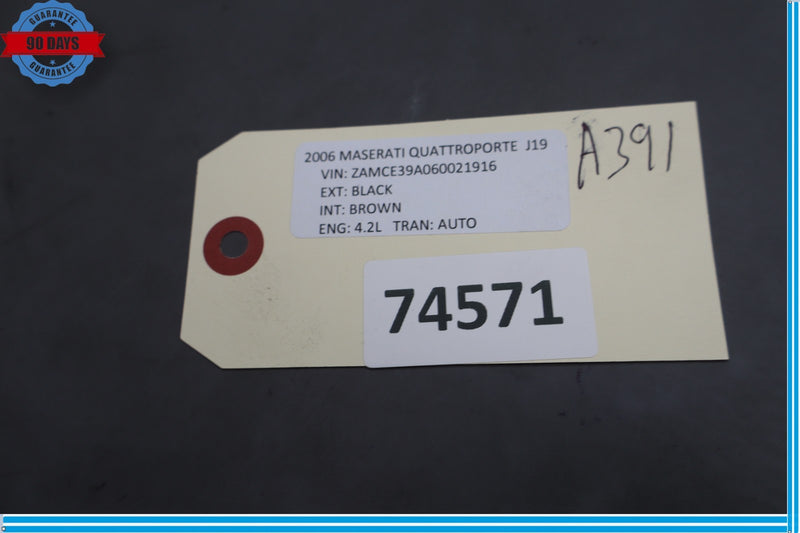 GUARANTEE
90 DAYS
GUARANTEE
2006 MASERATI QUATTROPORTE J19
VIN: ZAMCE39A060021916
EXT: BLACK
INT: BROWN
ENG: 4.2L TRAN: AUTO
A391
74571